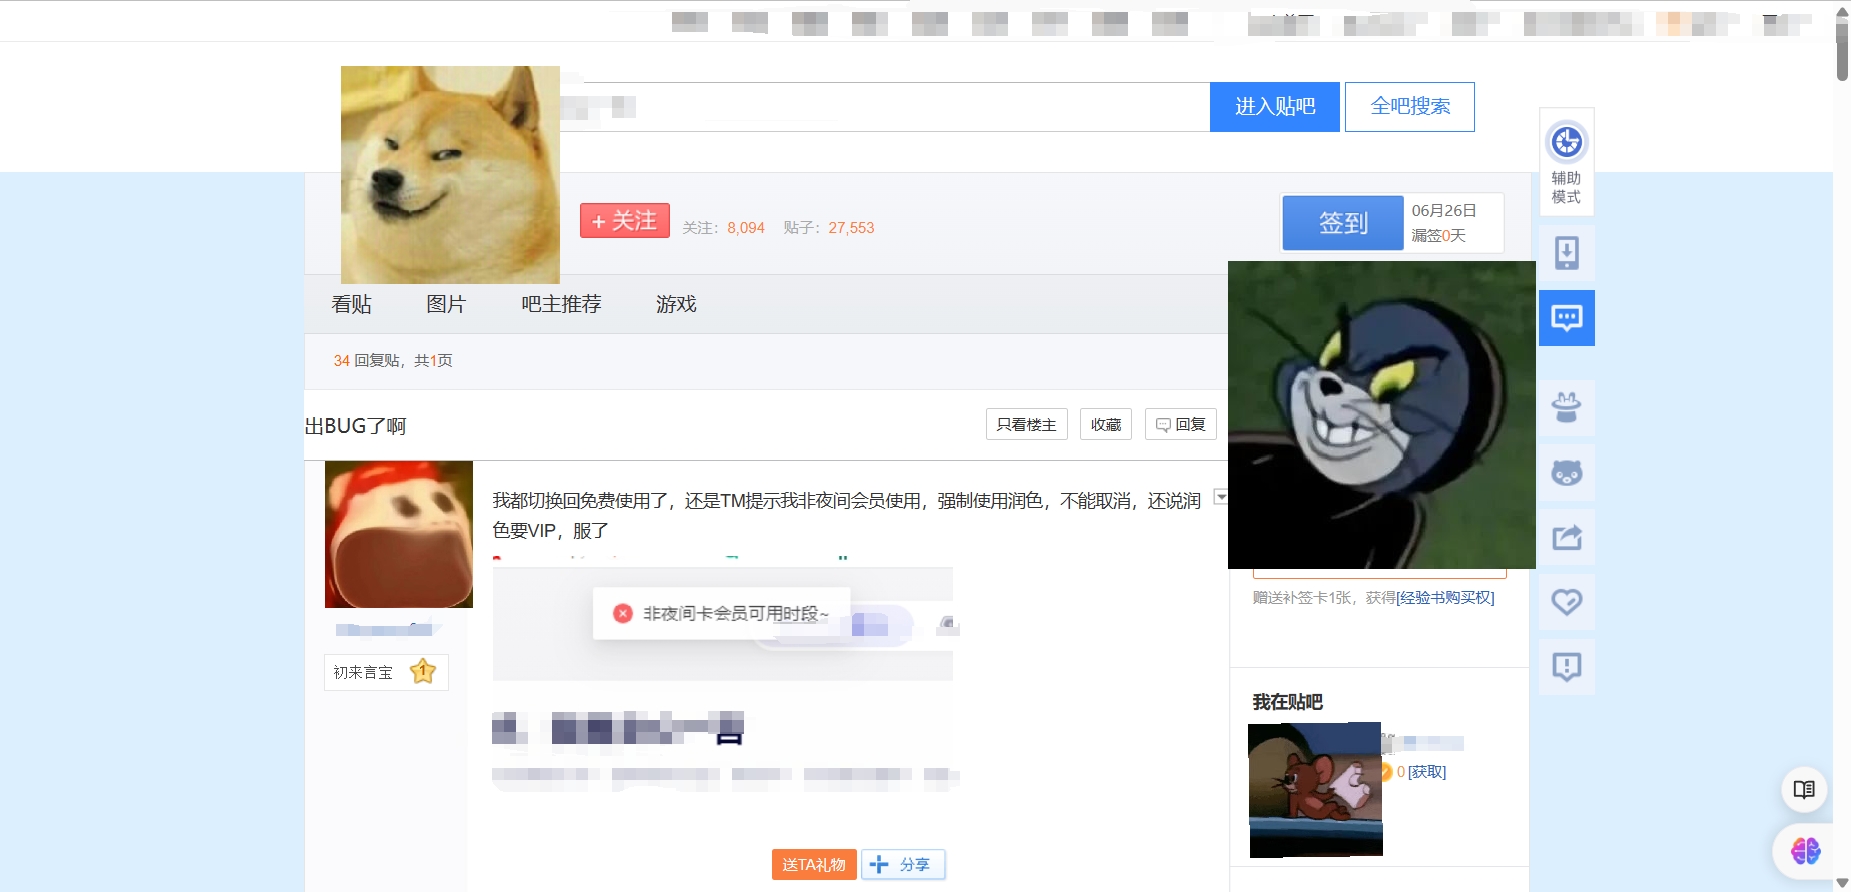 进入贴吧
全吧搜索
辅助
模式
+ 关注
关注：8,094 贴子：27,553
签到
06月26日
漏签0天
看贴
图片
吧主推荐
游戏
34 回复贴，共1页
出BUG了啊
只看楼主
收藏
回复
我都切换回免费使用了，还是TM提示我非夜间会员使用，强制使用润色，不能取消，还说润
色要VIP，服了
非夜间卡会员可用时段~
初来言宝 1
送TA礼物
分享
赠送补签卡1张，获得[经验书购买权]
我在贴吧
0 [获取]